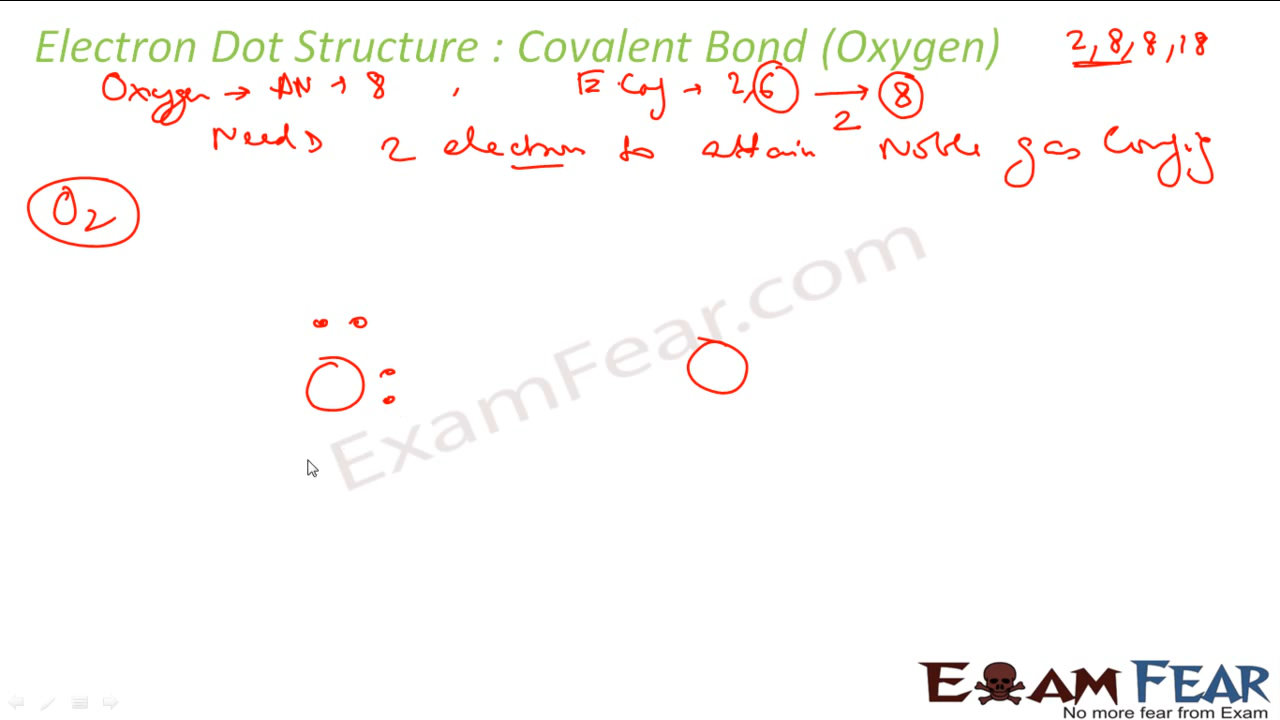 Electron Dot Structure : Covalent Bond (Oxygen)
2, 8, 8, 18
Oxygen → AN → 8 , E. Conf → 2, 6 → 8
2
Needs 2 electron to attain Noble gas Config
O2
ExamFear.com
EXAM FEAR
No more fear from Exam